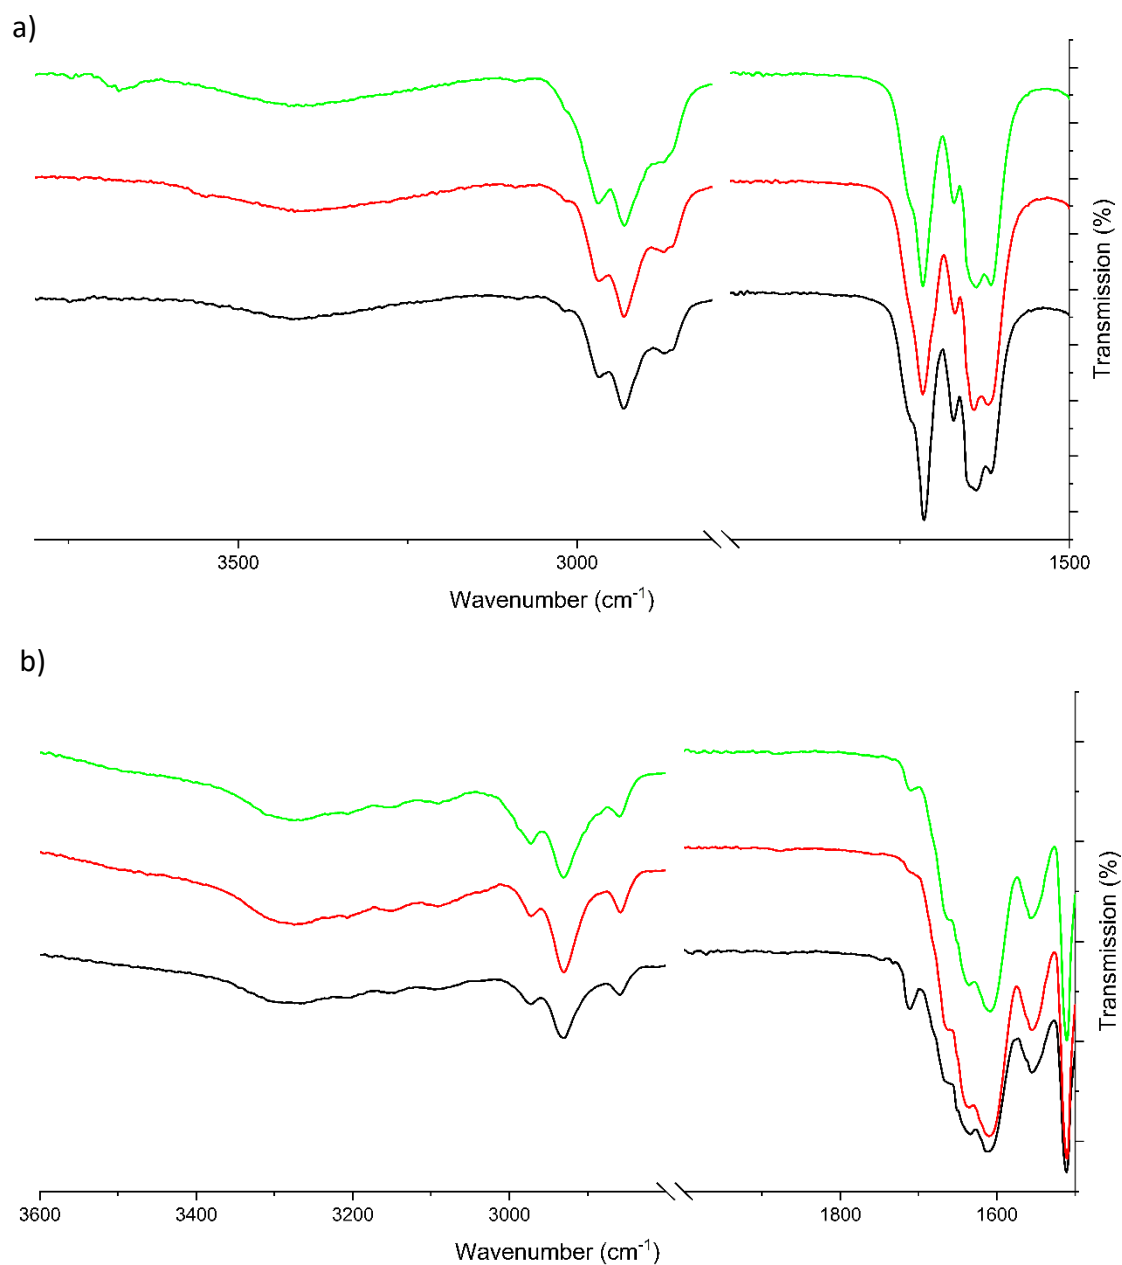 a)
Transmission (%)
3500 3000 1500
Wavenumber (cm⁻¹)
b)
Transmission (%)
3600 3400 3200 3000 1800 1600
Wavenumber (cm⁻¹)